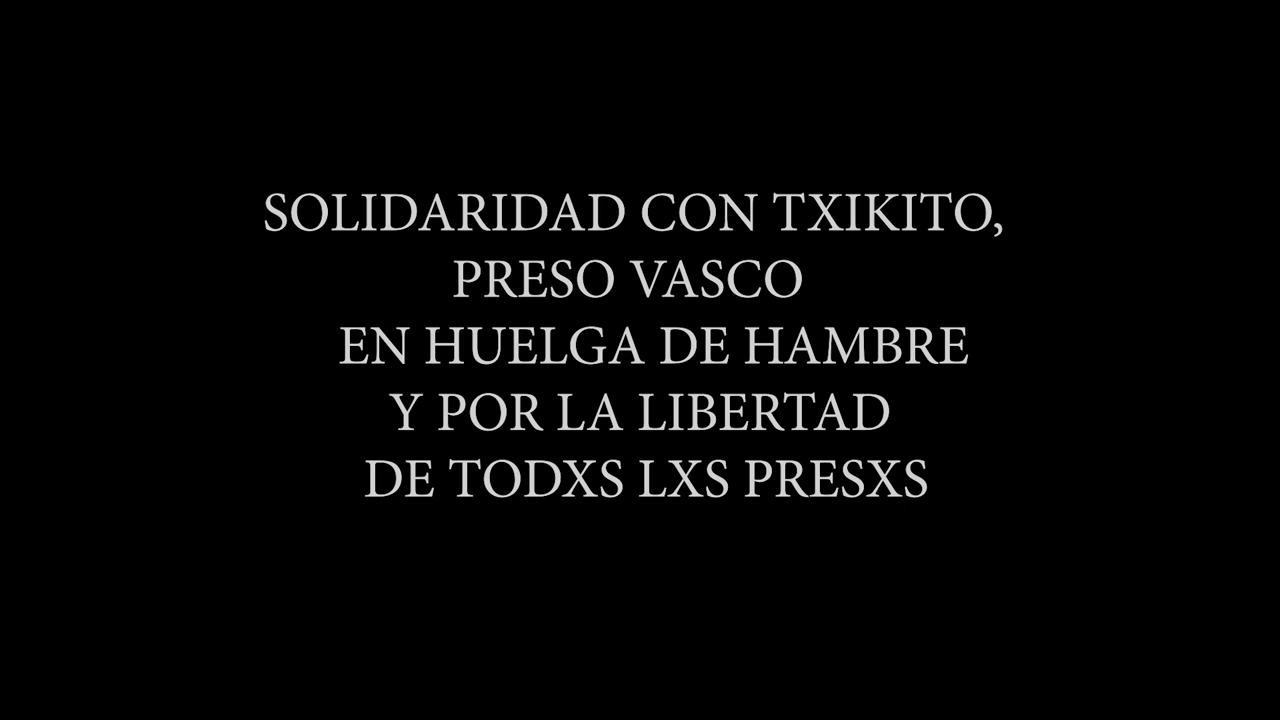 SOLIDARIDAD CON TXIKITO,
PRESO VASCO
EN HUELGA DE HAMBRE
Y POR LA LIBERTAD
DE TODXS LXS PRESXS